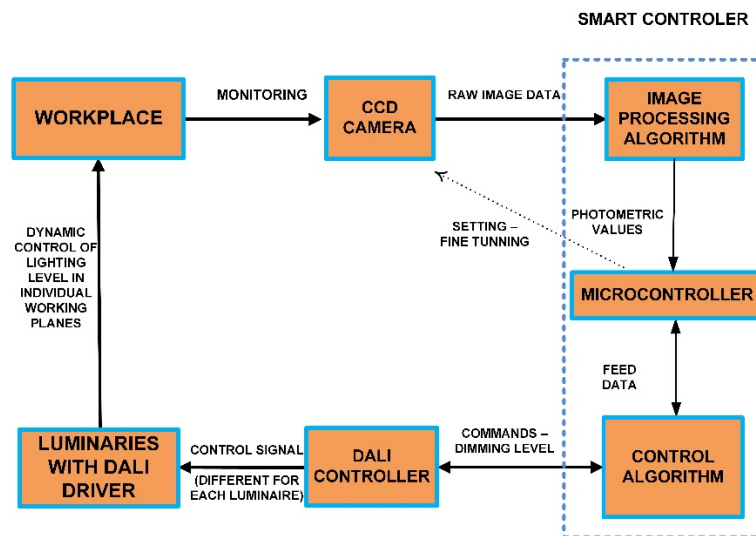 SMART CONTROLER
WORKPLACE
MONITORING
CCD
CAMERA
RAW IMAGE DATA
IMAGE
PROCESSING
ALGORITHM
DYNAMIC
CONTROL OF
LIGHTING
LEVEL IN
INDIVIDUAL
WORKING
PLANES
SETTING –
FINE TUNNING
PHOTOMETRIC
VALUES
MICROCONTROLLER
FEED
DATA
LUMINARIES
WITH DALI
DRIVER
CONTROL SIGNAL
(DIFFERENT FOR
EACH LUMINAIRE)
DALI
CONTROLLER
COMMANDS –
DIMMING LEVEL
CONTROL
ALGORITHM